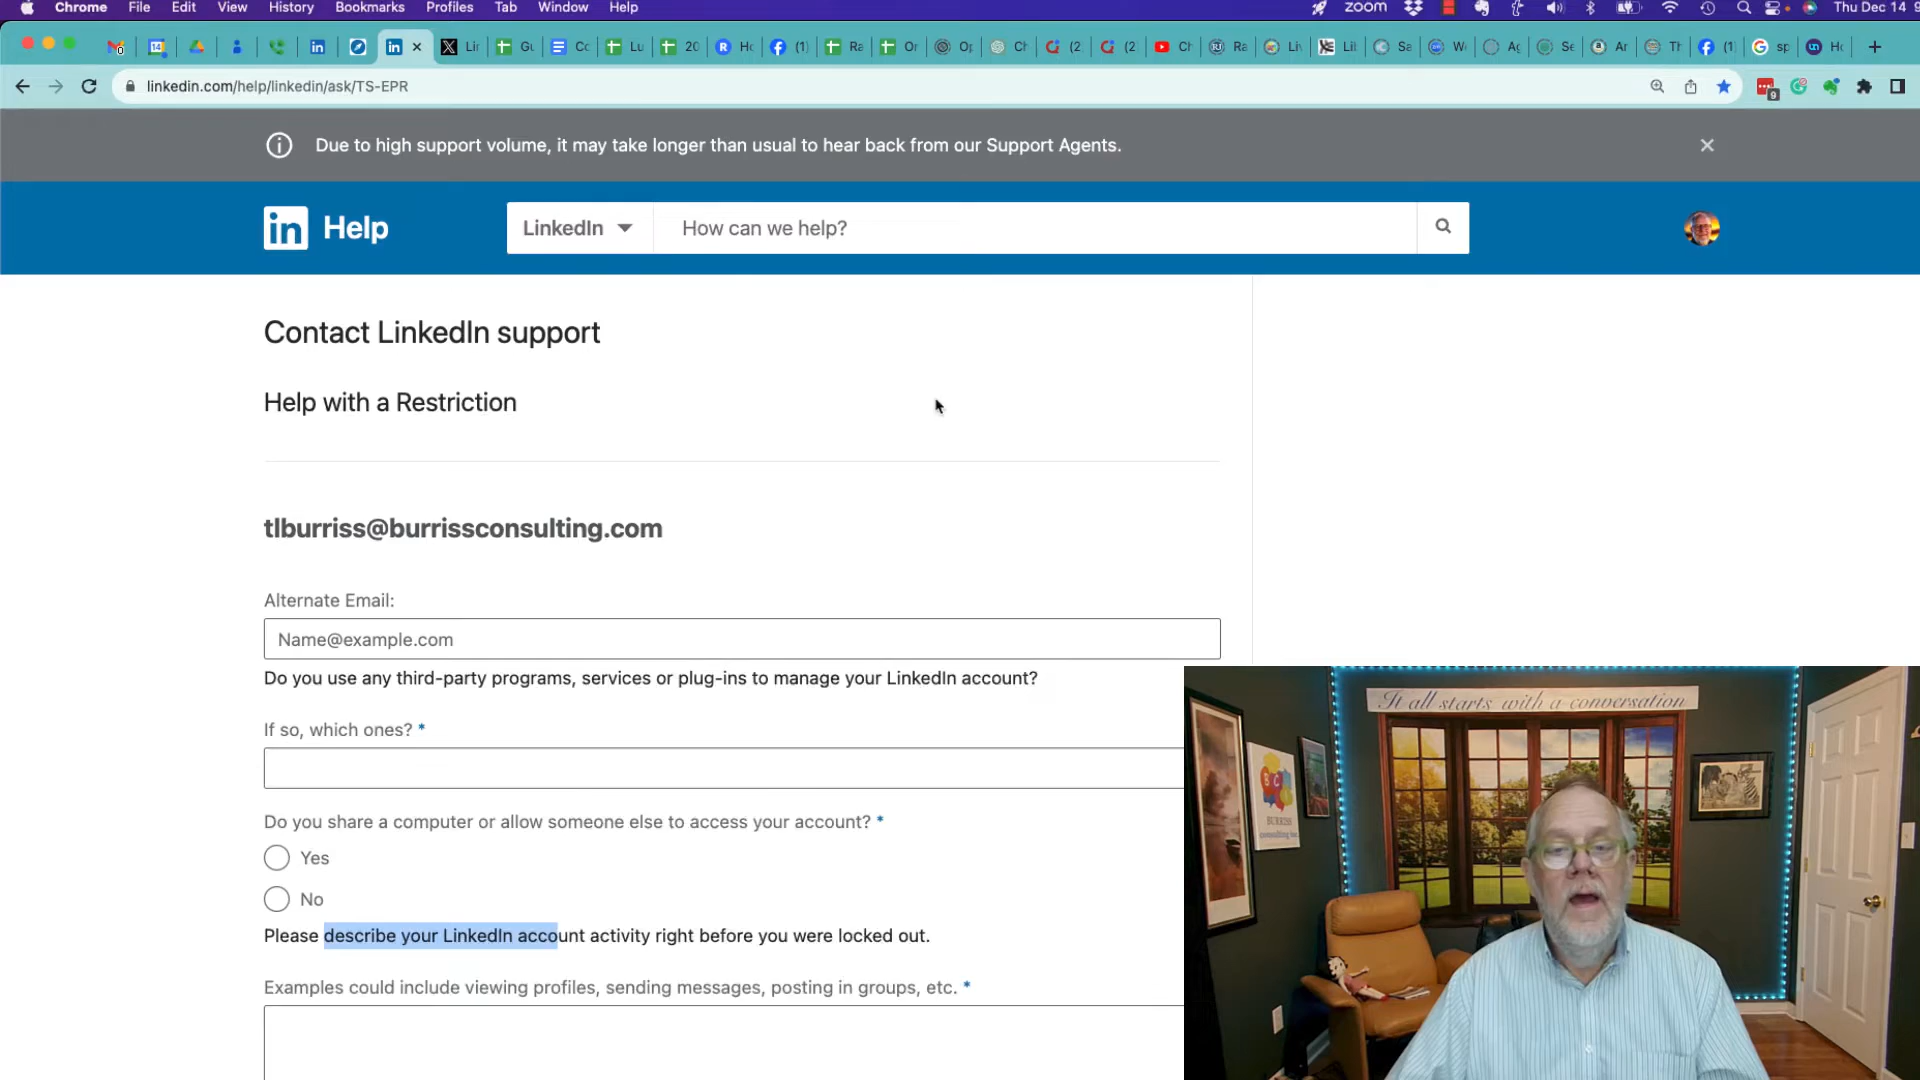 Chrome File Edit View History Bookmarks Profiles Tab Window Help zoom Thu Dec 14 9
linkedin.com/help/linkedin/ask/TS-EPR
Due to high support volume, it may take longer than usual to hear back from our Support Agents.
in Help LinkedIn How can we help?
Contact LinkedIn support
Help with a Restriction
tlburriss@burrissconsulting.com
Alternate Email:
Name@example.com
Do you use any third-party programs, services or plug-ins to manage your LinkedIn account?
It all starts with a conversation
If so, which ones? *
Do you share a computer or allow someone else to access your account? *
BURRISS
consulting inc
Yes
No
Please describe your LinkedIn account activity right before you were locked out.
Examples could include viewing profiles, sending messages, posting in groups, etc. *